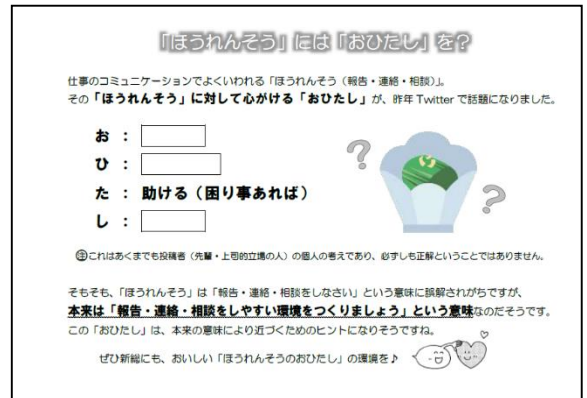 「ほうれんそう」には「おひたし」を？
仕事のコミュニケーションでよくいわれる「ほうれんそう（報告・連絡・相談）」。
その「ほうれんそう」に対して心がける「おひたし」が、昨年 Twitter で話題になりました。
お ：
ひ ：
た ： 助ける（困り事あれば）
し ：
？
？
㊟これはあくまでも投稿者（先輩・上司的立場の人）の個人の考えであり、必ずしも正解ということではありません。
そもそも、「ほうれんそう」は「報告・連絡・相談をしなさい」という意味に誤解されがちですが、
本来は「報告・連絡・相談をしやすい環境をつくりましょう」という意味なのだそうです。
この「おひたし」は、本来の意味により近づくためのヒントになりそうですね。
ぜひ新総にも、おいしい「ほうれんそうのおひたし」の環境を♪